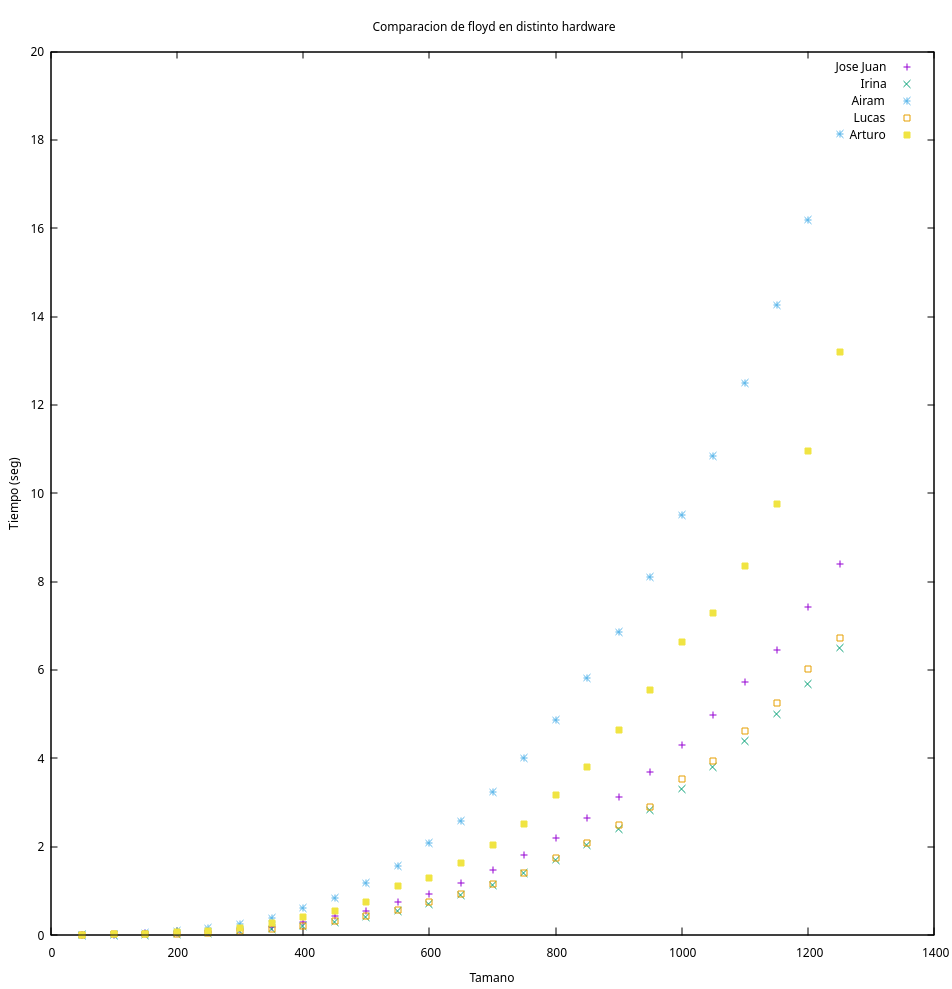 Comparacion de floyd en distinto hardware
20
18
16
14
12
10
8
6
4
2
0
Jose Juan
Irina
Airam
Lucas
Arturo
Tiempo (seg)
0 200 400 600 800 1000 1200 1400
Tamano